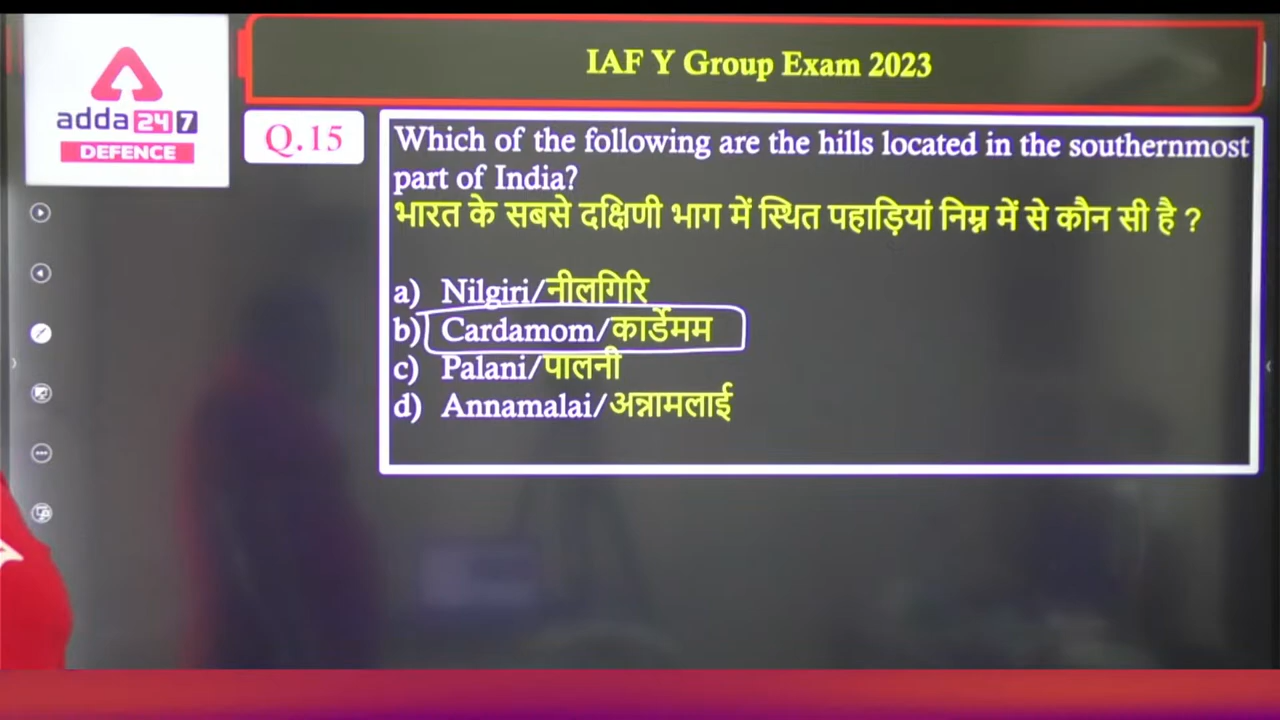 IAF Y Group Exam 2023
adda 247
DEFENCE
Q.15
Which of the following are the hills located in the southernmost
part of India?
भारत के सबसे दक्षिणी भाग में स्थित पहाड़ियां निम्न में से कौन सी है ?
a) Nilgiri/नीलगिरि
b) Cardamom/कार्डेमम
c) Palani/पालनी
d) Annamalai/अन्नामलाई